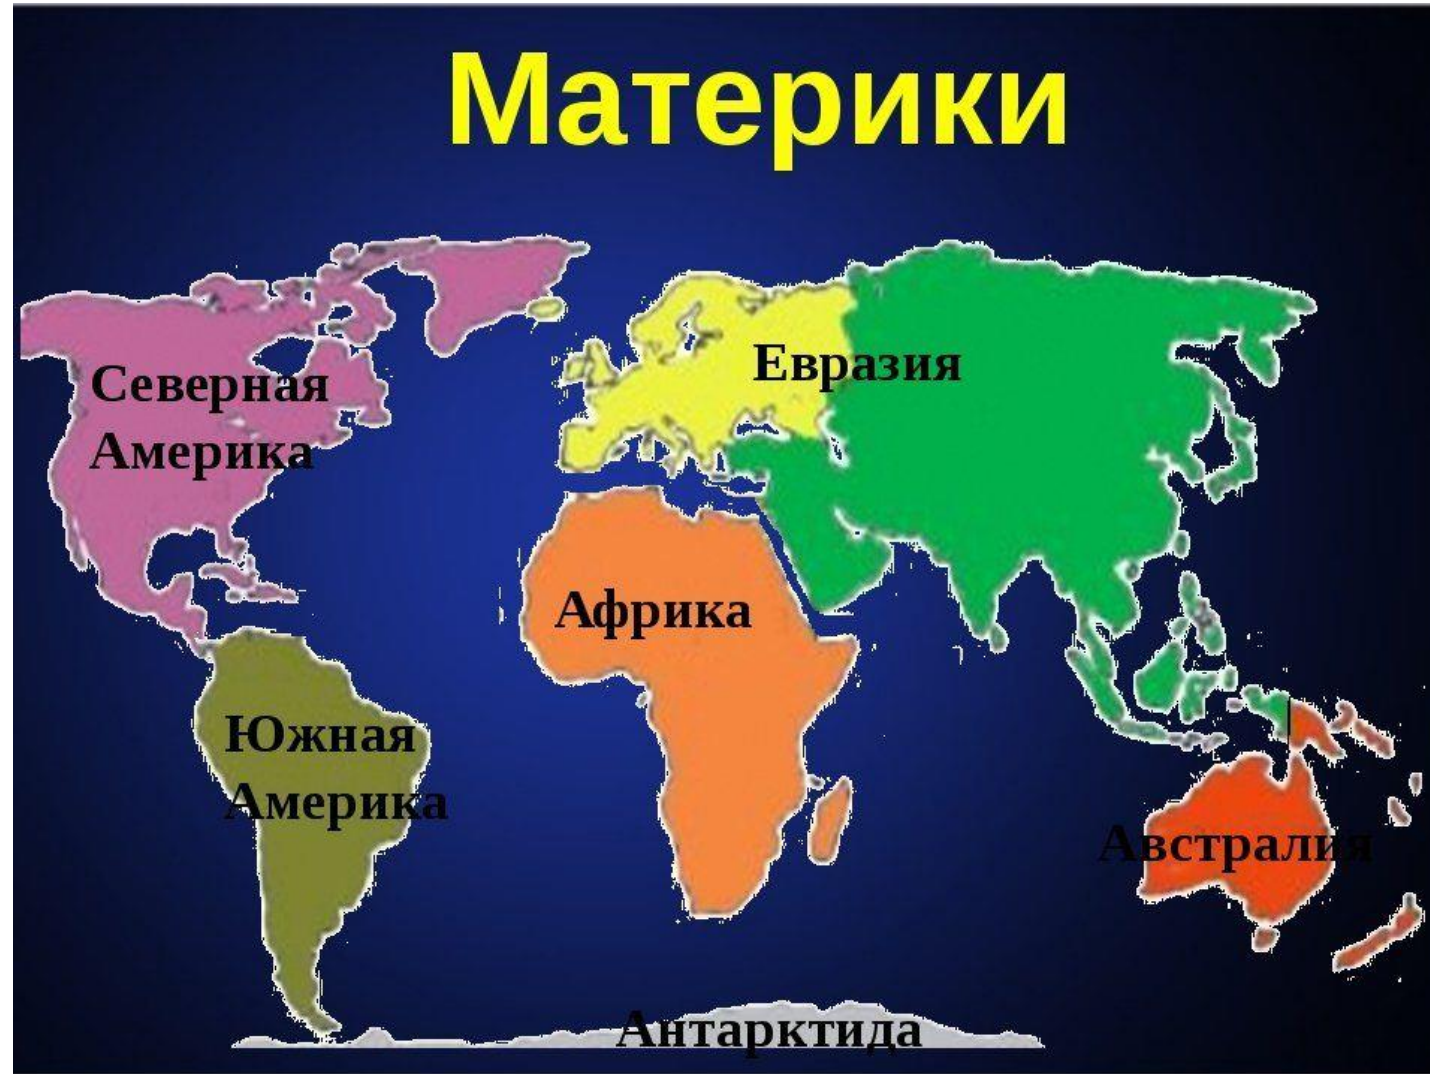 Материки
Северная
Америка
Евразия
Африка
Южная
Америка
Австралия
Антарктида